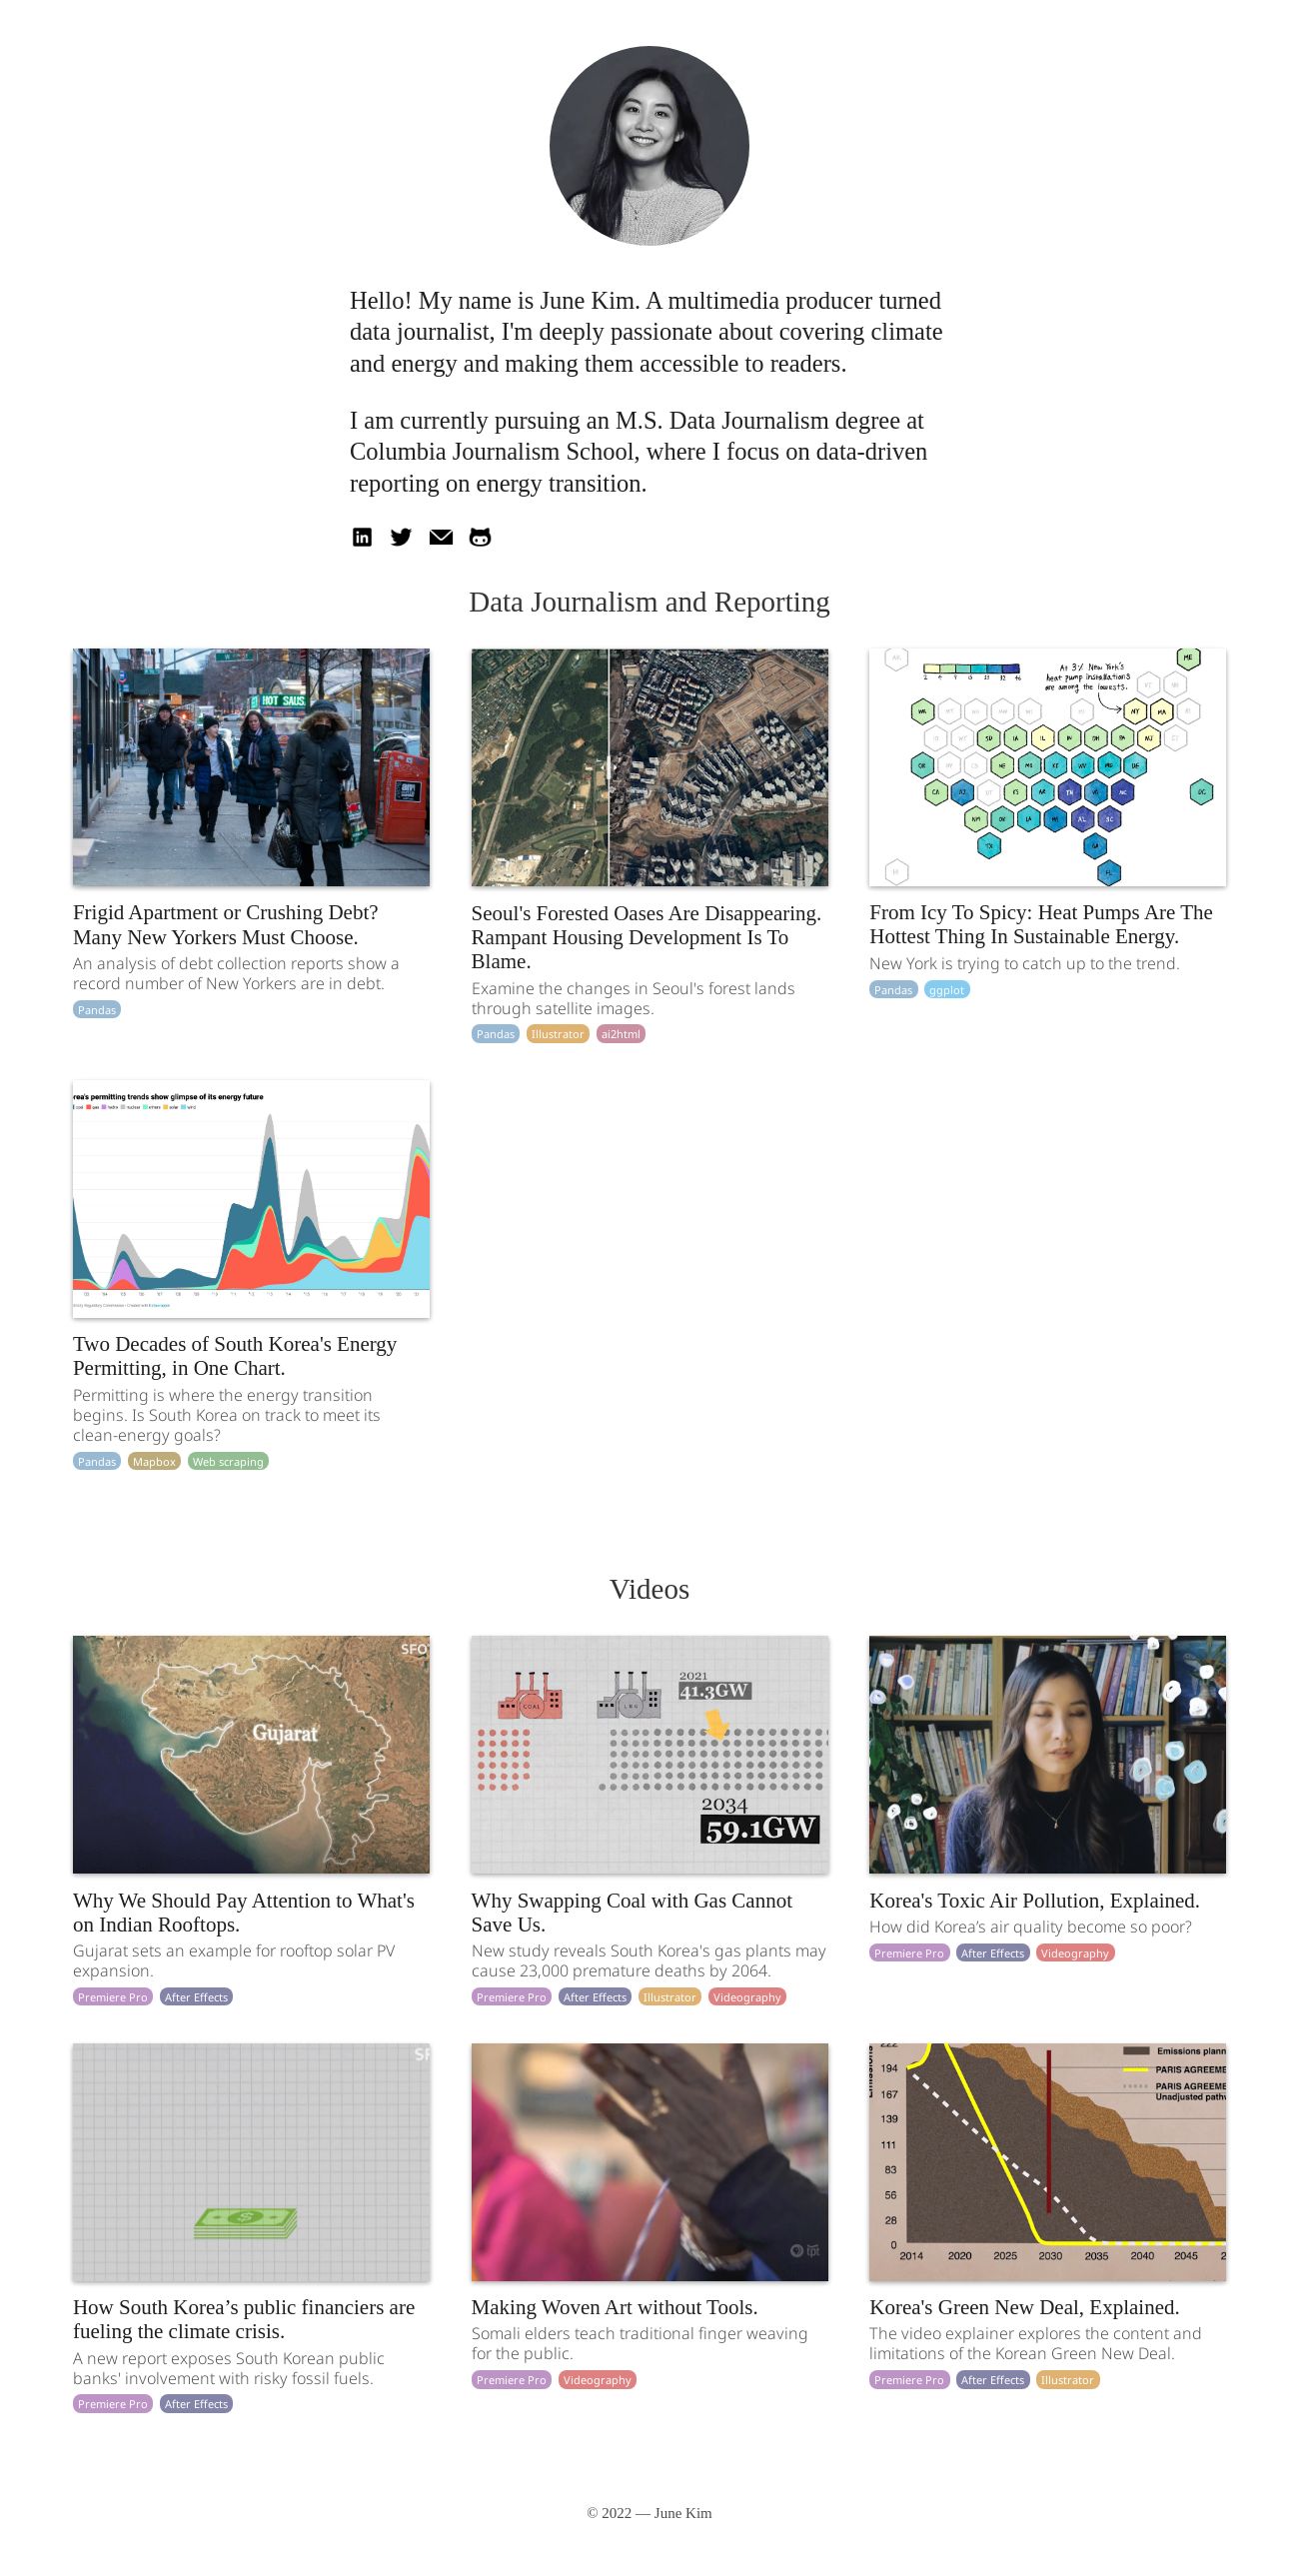 Hello! My name is June Kim. A multimedia producer turned
data journalist, I'm deeply passionate about covering climate
and energy and making them accessible to readers.
I am currently pursuing an M.S. Data Journalism degree at
Columbia Journalism School, where I focus on data-driven
reporting on energy transition.
in
Data Journalism and Reporting
HOT SAUS
At 3% New York's
heat pump installations
are among the lowests.
ME
NY
MA
Frigid Apartment or Crushing Debt?
Many New Yorkers Must Choose.
An analysis of debt collection reports show a
record number of New Yorkers are in debt.
Pandas
Seoul's Forested Oases Are Disappearing.
Rampant Housing Development Is To
Blame.
Examine the changes in Seoul's forest lands
through satellite images.
Pandas Illustrator ai2html
From Icy To Spicy: Heat Pumps Are The
Hottest Thing In Sustainable Energy.
New York is trying to catch up to the trend.
Pandas ggplot
rea's permitting trends show glimpse of its energy future
Two Decades of South Korea's Energy
Permitting, in One Chart.
Permitting is where the energy transition
begins. Is South Korea on track to meet its
clean-energy goals?
Pandas Mapbox Web scraping
Videos
SFO
Gujarat
COAL
LNG
2021
41.3GW
2034
59.1GW
Why We Should Pay Attention to What's
on Indian Rooftops.
Gujarat sets an example for rooftop solar PV
expansion.
Premiere Pro After Effects
Why Swapping Coal with Gas Cannot
Save Us.
New study reveals South Korea's gas plants may
cause 23,000 premature deaths by 2064.
Premiere Pro After Effects Illustrator Videography
Korea's Toxic Air Pollution, Explained.
How did Korea’s air quality become so poor?
Premiere Pro After Effects Videography
SF
$
tpt
Emissions
222
194
167
139
111
83
56
28
0
2014 2020 2025 2030 2035 2040 2045 2
Emissions plann
PARIS AGREEME
PARIS AGREEME
Unadjusted pathw
How South Korea’s public financiers are
fueling the climate crisis.
A new report exposes South Korean public
banks' involvement with risky fossil fuels.
Premiere Pro After Effects
Making Woven Art without Tools.
Somali elders teach traditional finger weaving
for the public.
Premiere Pro Videography
Korea's Green New Deal, Explained.
The video explainer explores the content and
limitations of the Korean Green New Deal.
Premiere Pro After Effects Illustrator
© 2022 — June Kim